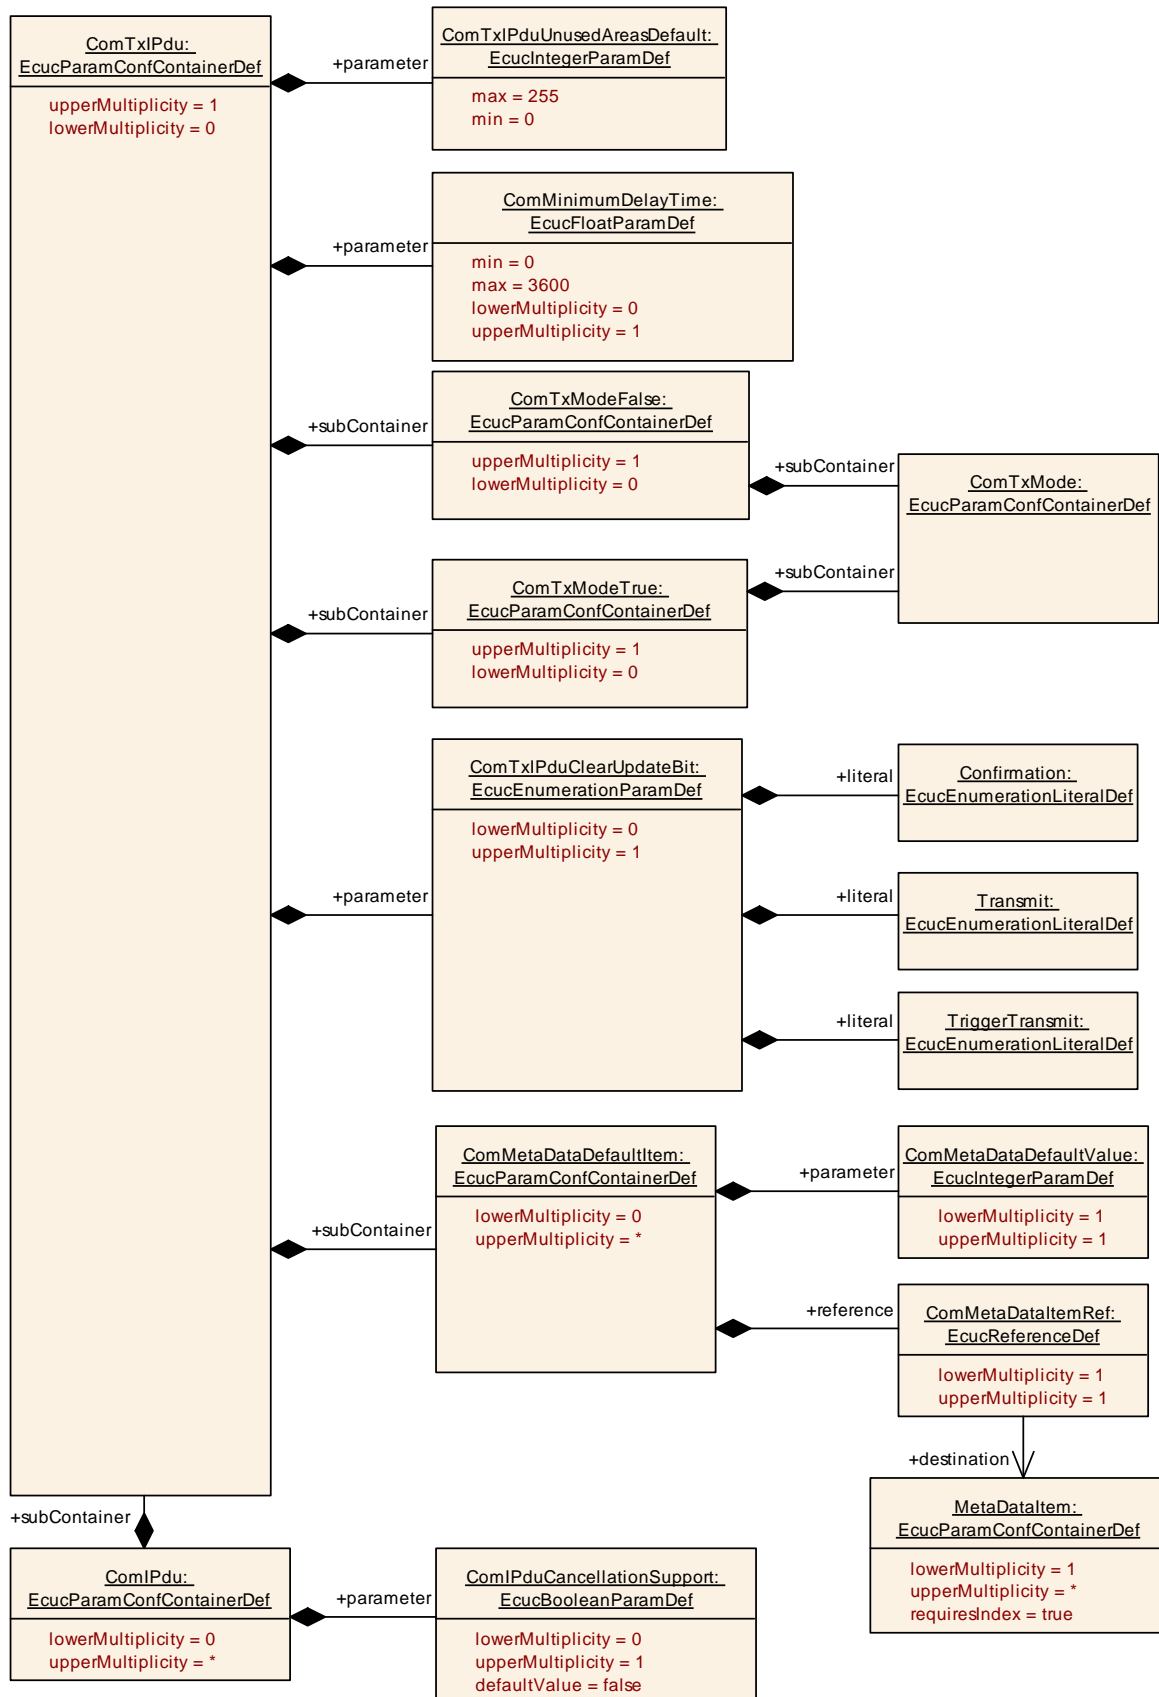 ComTxIPdu:
EcucParamConfContainerDef
upperMultiplicity = 1
lowerMultiplicity = 0
+parameter
ComTxIPduUnusedAreasDefault:
EcucIntegerParamDef
max = 255
min = 0
+parameter
ComMinimumDelayTime:
EcucFloatParamDef
min = 0
max = 3600
lowerMultiplicity = 0
upperMultiplicity = 1
+subContainer
ComTxModeFalse:
EcucParamConfContainerDef
upperMultiplicity = 1
lowerMultiplicity = 0
+subContainer
ComTxMode:
EcucParamConfContainerDef
+subContainer
+subContainer
ComTxModeTrue:
EcucParamConfContainerDef
upperMultiplicity = 1
lowerMultiplicity = 0
+parameter
ComTxIPduClearUpdateBit:
EcucEnumerationParamDef
lowerMultiplicity = 0
upperMultiplicity = 1
+literal
Confirmation:
EcucEnumerationLiteralDef
+literal
Transmit:
EcucEnumerationLiteralDef
+literal
TriggerTransmit:
EcucEnumerationLiteralDef
+subContainer
ComMetaDataDefaultItem:
EcucParamConfContainerDef
lowerMultiplicity = 0
upperMultiplicity = *
+parameter
ComMetaDataDefaultValue:
EcucIntegerParamDef
lowerMultiplicity = 1
upperMultiplicity = 1
+reference
ComMetaDataItemRef:
EcucReferenceDef
lowerMultiplicity = 1
upperMultiplicity = 1
+destination
MetaDataItem:
EcucParamConfContainerDef
lowerMultiplicity = 1
upperMultiplicity = *
requiresIndex = true
+subContainer
ComIPdu:
EcucParamConfContainerDef
lowerMultiplicity = 0
upperMultiplicity = *
+parameter
ComIPduCancellationSupport:
EcucBooleanParamDef
lowerMultiplicity = 0
upperMultiplicity = 1
defaultValue = false